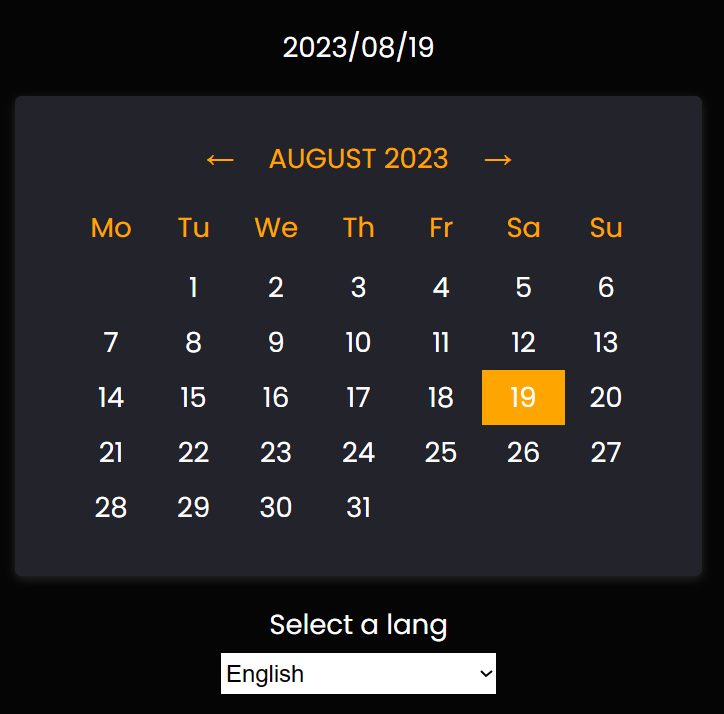 2023/08/19
← AUGUST 2023 →
Mo Tu We Th Fr Sa Su
1 2 3 4 5 6
7 8 9 10 11 12 13
14 15 16 17 18 19 20
21 22 23 24 25 26 27
28 29 30 31
Select a lang
English